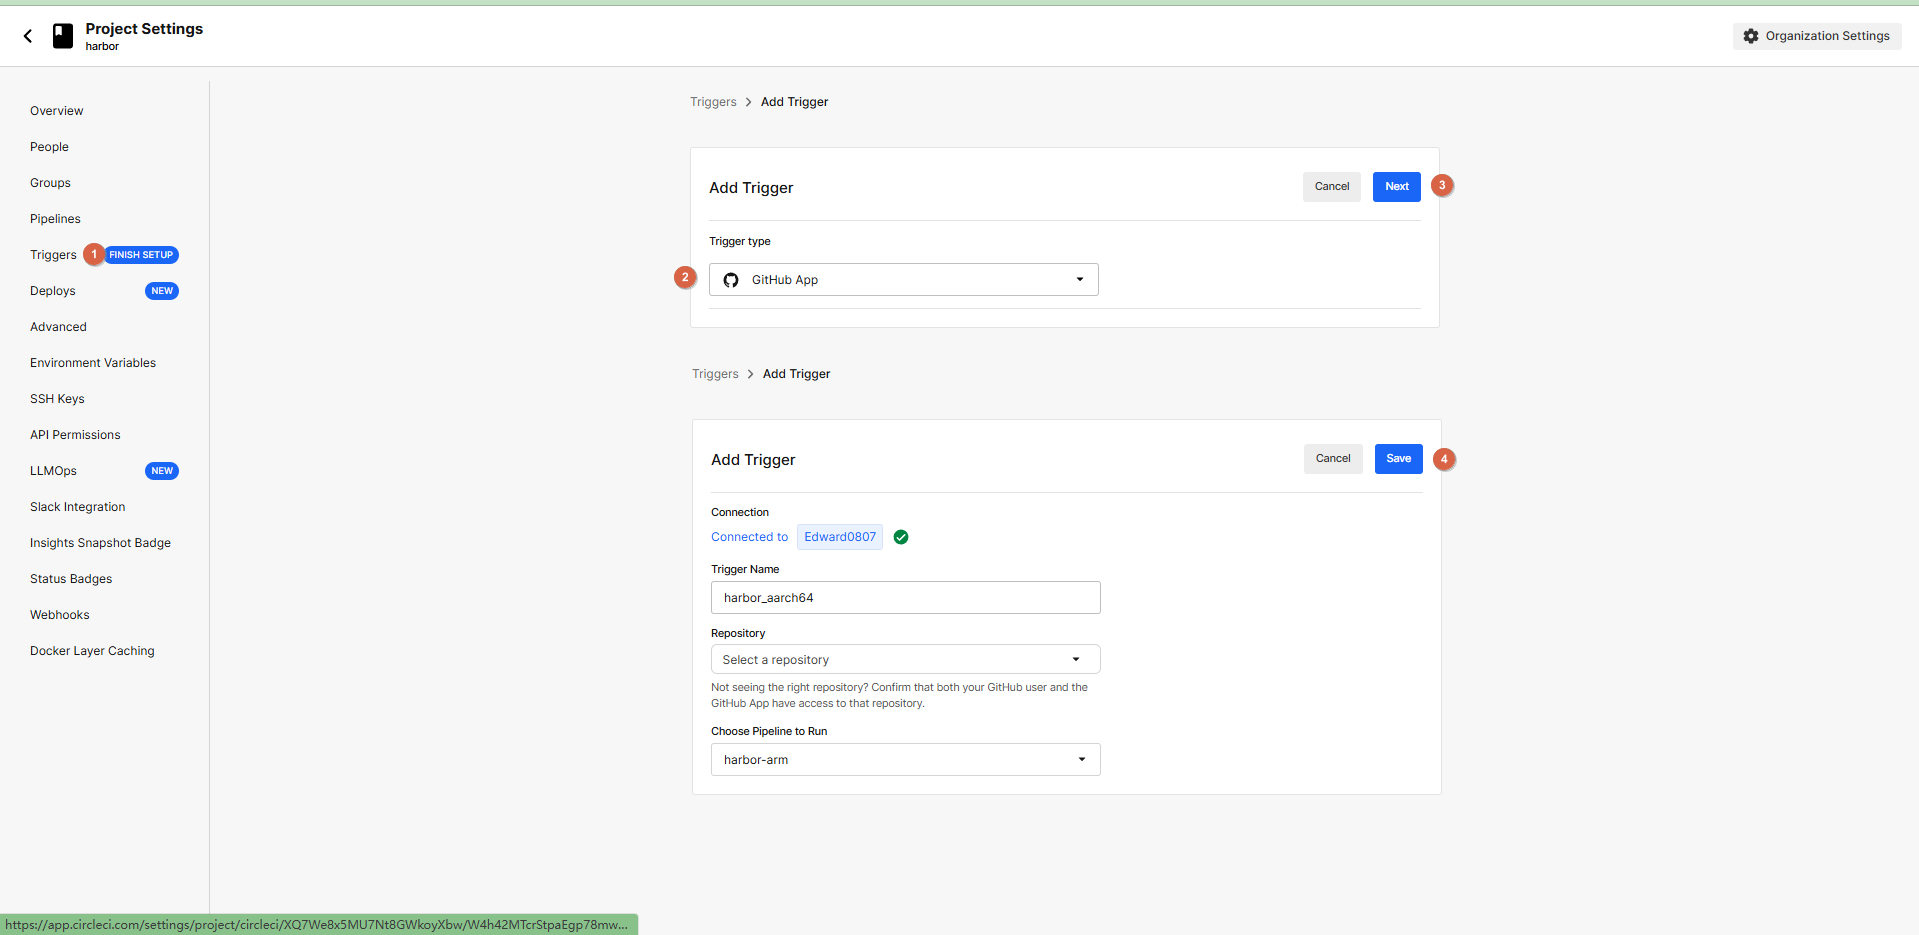 Project Settings
harbor
Organization Settings
Overview
People
Groups
Pipelines
Triggers 1 FINISH SETUP
Deploys NEW
Advanced
Environment Variables
SSH Keys
API Permissions
LLMOps NEW
Slack Integration
Insights Snapshot Badge
Status Badges
Webhooks
Docker Layer Caching
Triggers > Add Trigger
Add Trigger
Cancel
Next
3
Trigger type
2
GitHub App
Triggers > Add Trigger
Add Trigger
Cancel
Save
4
Connection
Connected to Edward0807
Trigger Name
harbor_aarch64
Repository
Select a repository
Not seeing the right repository? Confirm that both your GitHub user and the
GitHub App have access to that repository.
Choose Pipeline to Run
harbor-arm
https://app.circleci.com/settings/project/circleci/XQ7We8x5MU7Nt8GWkoyXbw/W4h42MTcrStpaEgp78mw...